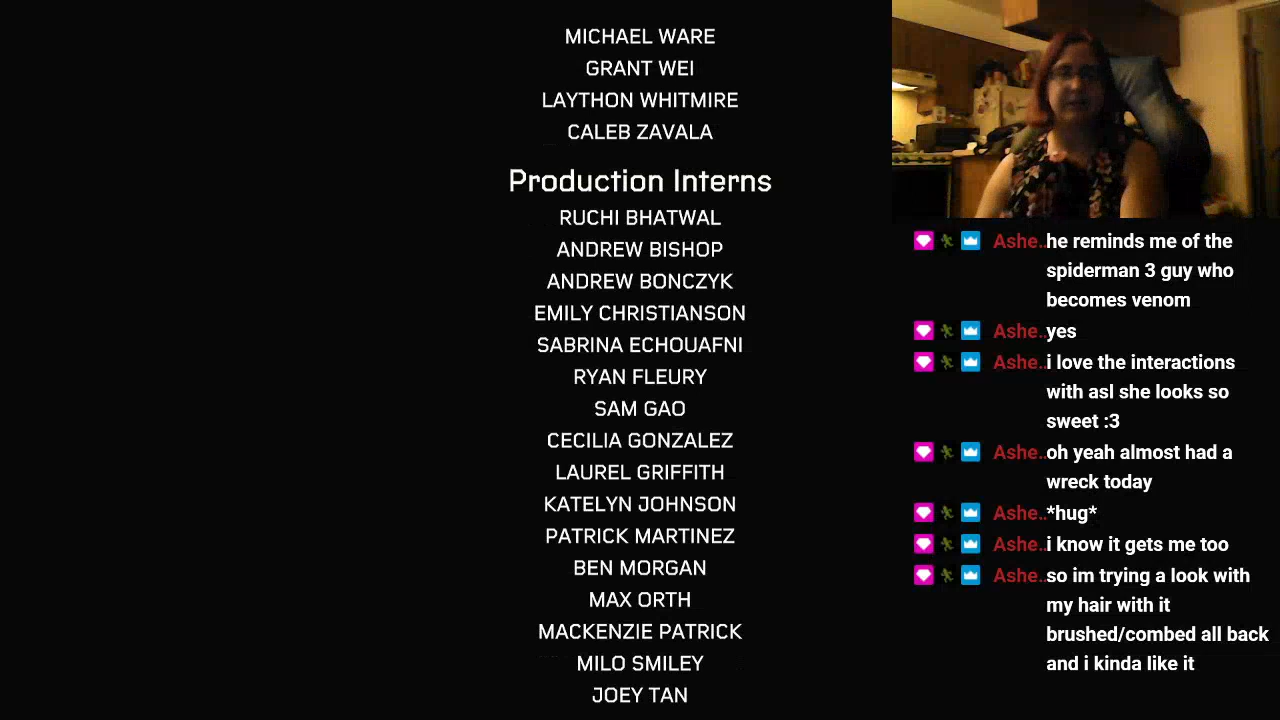 MICHAEL WARE
GRANT WEI
LAYTHON WHITMIRE
CALEB ZAVALA
Production Interns
RUCHI BHATWAL
ANDREW BISHOP
ANDREW BONCZYK
EMILY CHRISTIANSON
SABRINA ECHOUAFNI
RYAN FLEURY
SAM GAO
CECILIA GONZALEZ
LAUREL GRIFFITH
KATELYN JOHNSON
PATRICK MARTINEZ
BEN MORGAN
MAX ORTH
MACKENZIE PATRICK
MILO SMILEY
JOEY TAN
Ashe.. he reminds me of the
spiderman 3 guy who
becomes venom
Ashe.. yes
Ashe.. i love the interactions
with asl she looks so
sweet :3
Ashe.. oh yeah almost had a
wreck today
Ashe.. *hug*
Ashe.. i know it gets me too
Ashe.. so im trying a look with
my hair with it
brushed/combed all back
and i kinda like it